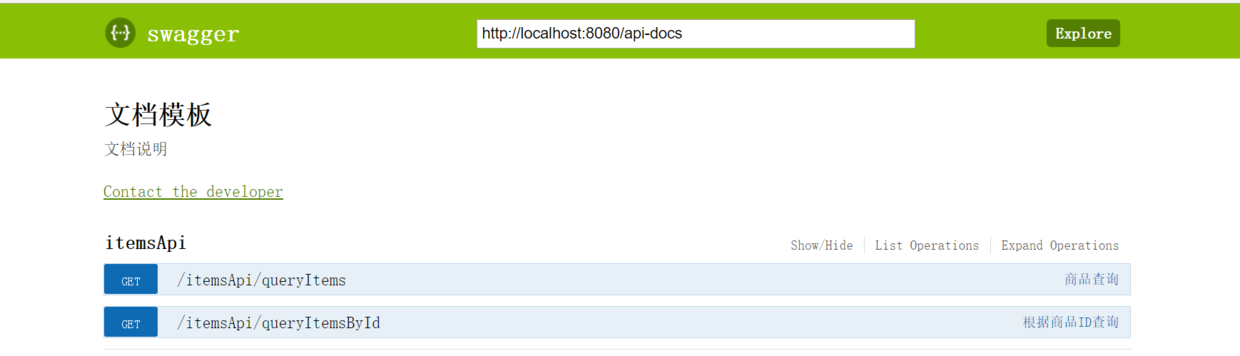 {···} swagger http://localhost:8080/api-docs Explore
文档模板
文档说明
Contact the developer
itemsApi Show/Hide List Operations Expand Operations
GET /itemsApi/queryItems 商品查询
GET /itemsApi/queryItemsById 根据商品ID查询